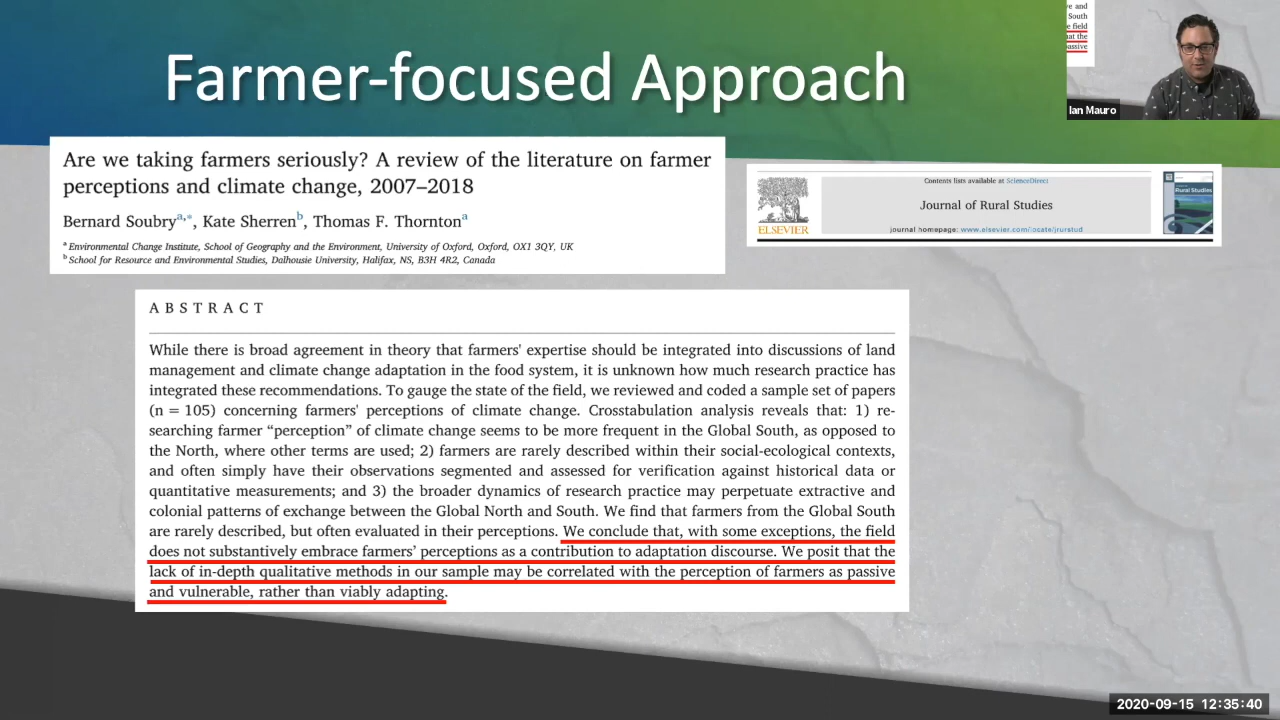 Farmer-focused Approach
ve and
South
e field
hat the
passive
Ian Mauro
Are we taking farmers seriously? A review of the literature on farmer
perceptions and climate change, 2007–2018
Bernard Soubry a,*, Kate Sherren b, Thomas F. Thornton a
a Environmental Change Institute, School of Geography and the Environment, University of Oxford, Oxford, OX1 3QY, UK
b School for Resource and Environmental Studies, Dalhousie University, Halifax, NS, B3H 4R2, Canada
Contents lists available at ScienceDirect
Journal of Rural Studies
journal homepage: www.elsevier.com/locate/jrurstud
ELSEVIER
Rural Studies
ABSTRACT
While there is broad agreement in theory that farmers' expertise should be integrated into discussions of land
management and climate change adaptation in the food system, it is unknown how much research practice has
integrated these recommendations. To gauge the state of the field, we reviewed and coded a sample set of papers
(n = 105) concerning farmers' perceptions of climate change. Crosstabulation analysis reveals that: 1) re-
searching farmer “perception” of climate change seems to be more frequent in the Global South, as opposed to
the North, where other terms are used; 2) farmers are rarely described within their social-ecological contexts,
and often simply have their observations segmented and assessed for verification against historical data or
quantitative measurements; and 3) the broader dynamics of research practice may perpetuate extractive and
colonial patterns of exchange between the Global North and South. We find that farmers from the Global South
are rarely described, but often evaluated in their perceptions. We conclude that, with some exceptions, the field
does not substantively embrace farmers’ perceptions as a contribution to adaptation discourse. We posit that the
lack of in-depth qualitative methods in our sample may be correlated with the perception of farmers as passive
and vulnerable, rather than viably adapting.
2020-09-15 12:35:40